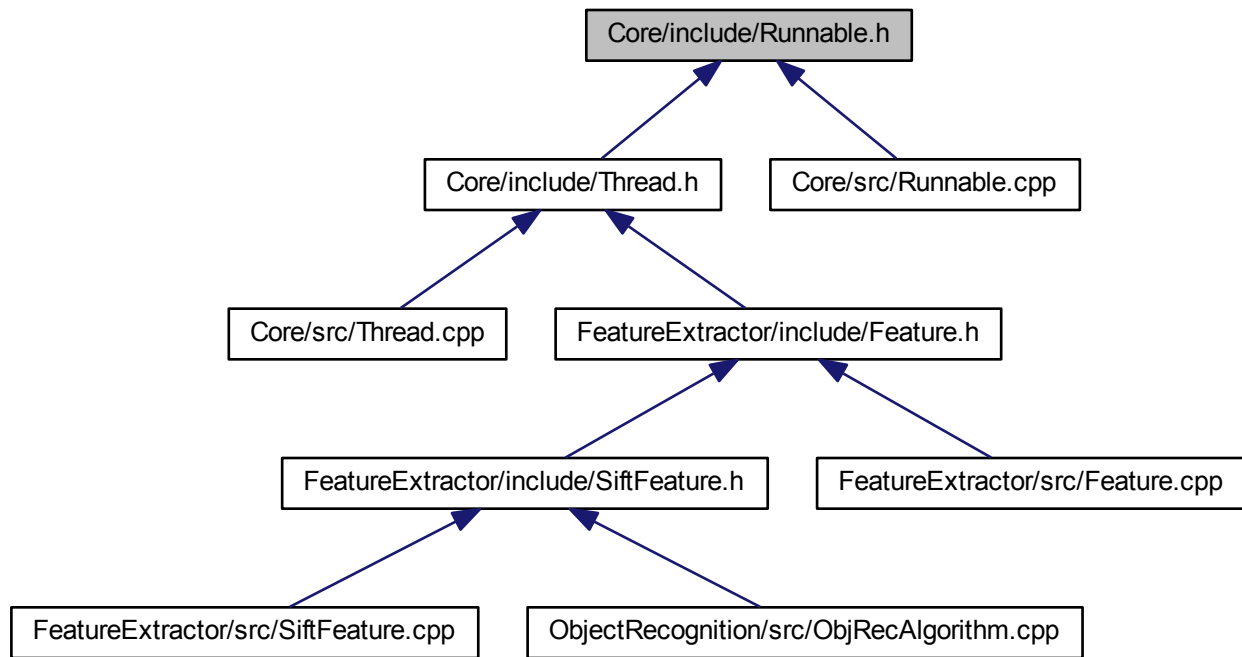 Core/include/Runnable.h
Core/include/Thread.h
Core/src/Runnable.cpp
Core/src/Thread.cpp
FeatureExtractor/include/Feature.h
FeatureExtractor/include/SiftFeature.h
FeatureExtractor/src/Feature.cpp
FeatureExtractor/src/SiftFeature.cpp
ObjectRecognition/src/ObjRecAlgorithm.cpp